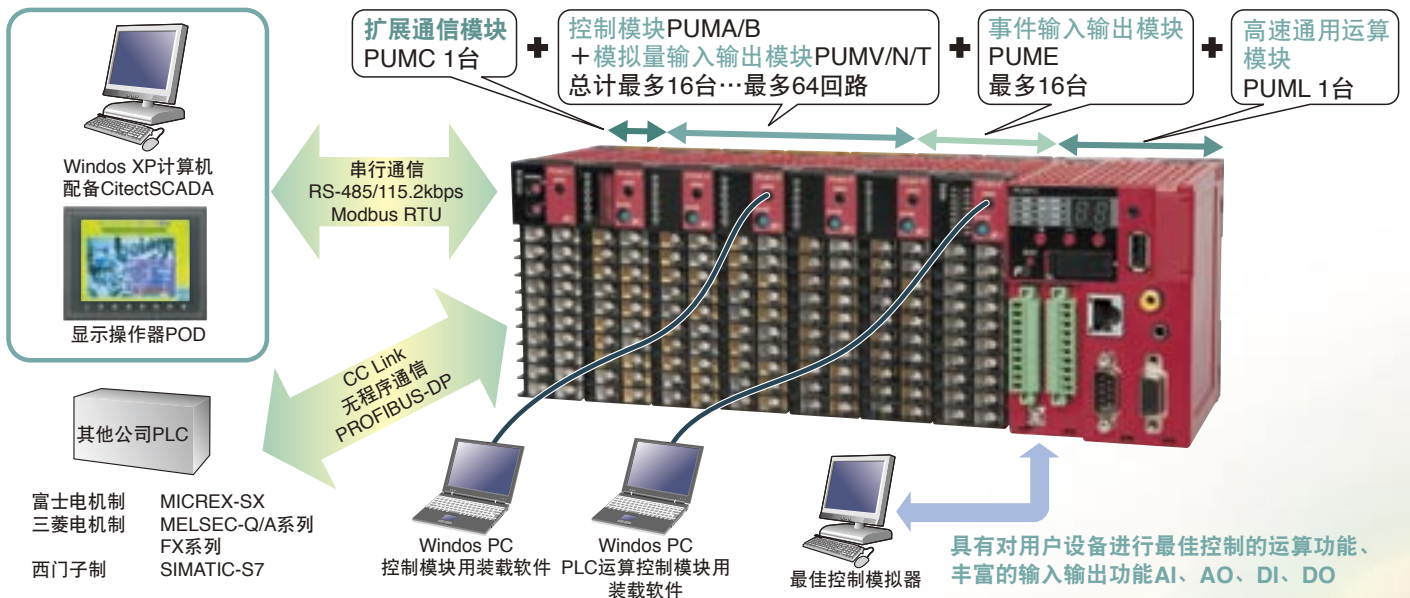 扩展通信模块
PUMC 1台
+
控制模块PUMA/B
+模拟量输入输出模块PUMV/N/T
总计最多16台…最多64回路
+
事件输入输出模块
PUME
最多16台
+
高速通用运算
模块
PUML 1台
Windos XP计算机
配备CitectSCADA
显示操作器POD
串行通信
RS-485/115.2kbps
Modbus RTU
CC Link
无程序通信
PROFIBUS-DP
其他公司PLC
富士电机制 MICREX-SX
三菱电机制 MELSEC-Q/A系列
FX系列
西门子制 SIMATIC-S7
Windos PC
控制模块用装载软件
Windos PC
PLC运算控制模块用
装载软件
最佳控制模拟器
具有对用户设备进行最佳控制的运算功能、
丰富的输入输出功能AI、AO、DI、DO